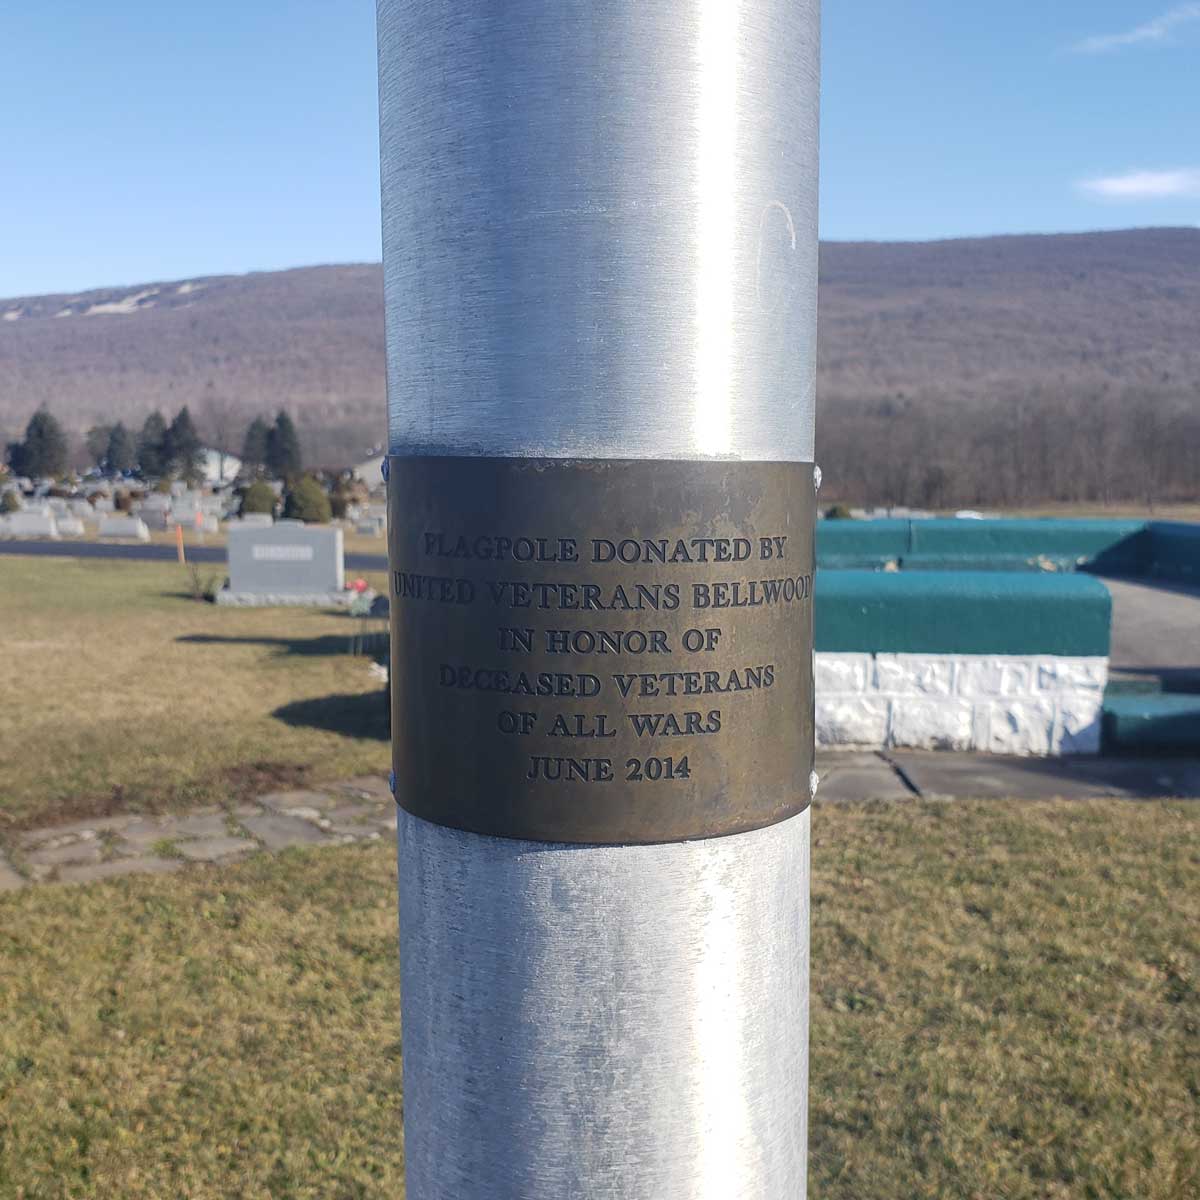 FLAGPOLE DONATED BY
UNITED VETERANS BELLWOOD
IN HONOR OF
DECEASED VETERANS
OF ALL WARS
JUNE 2014